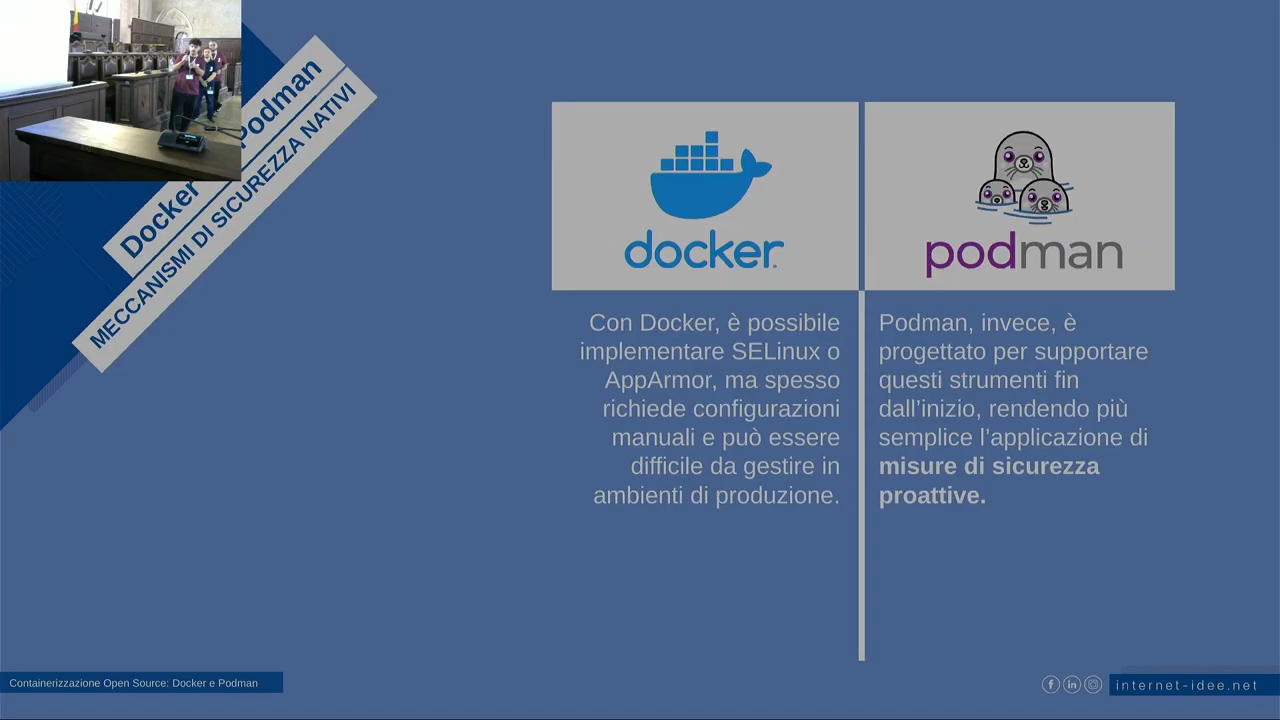 Docker
Podman
MECCANISMI DI SICUREZZA NATIVI
docker
podman
Con Docker, è possibile
implementare SELinux o
AppArmor, ma spesso
richiede configurazioni
manuali e può essere
difficile da gestire in
ambienti di produzione.
Podman, invece, è
progettato per supportare
questi strumenti fin
dall’inizio, rendendo più
semplice l’applicazione di
misure di sicurezza
proattive.
Containerizzazione Open Source: Docker e Podman
internet-idee.net